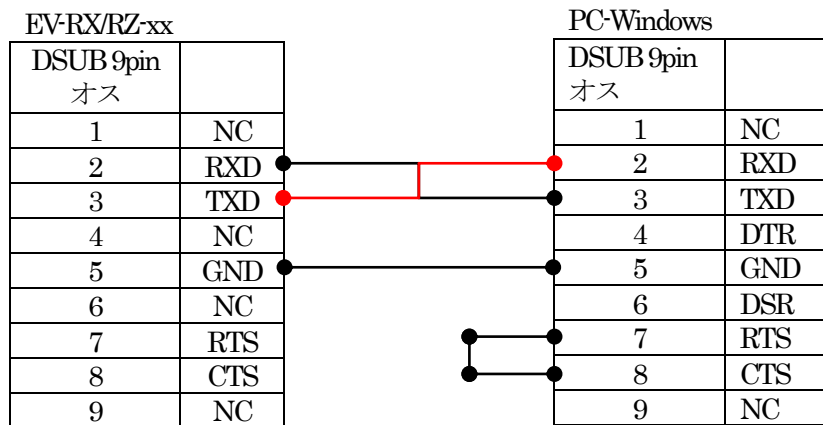 EV-RX/RZ-xx
DSUB 9pin
オス
1 NC
2 RXD
3 TXD
4 NC
5 GND
6 NC
7 RTS
8 CTS
9 NC
PC-Windows
DSUB 9pin
オス
1 NC
2 RXD
3 TXD
4 DTR
5 GND
6 DSR
7 RTS
8 CTS
9 NC